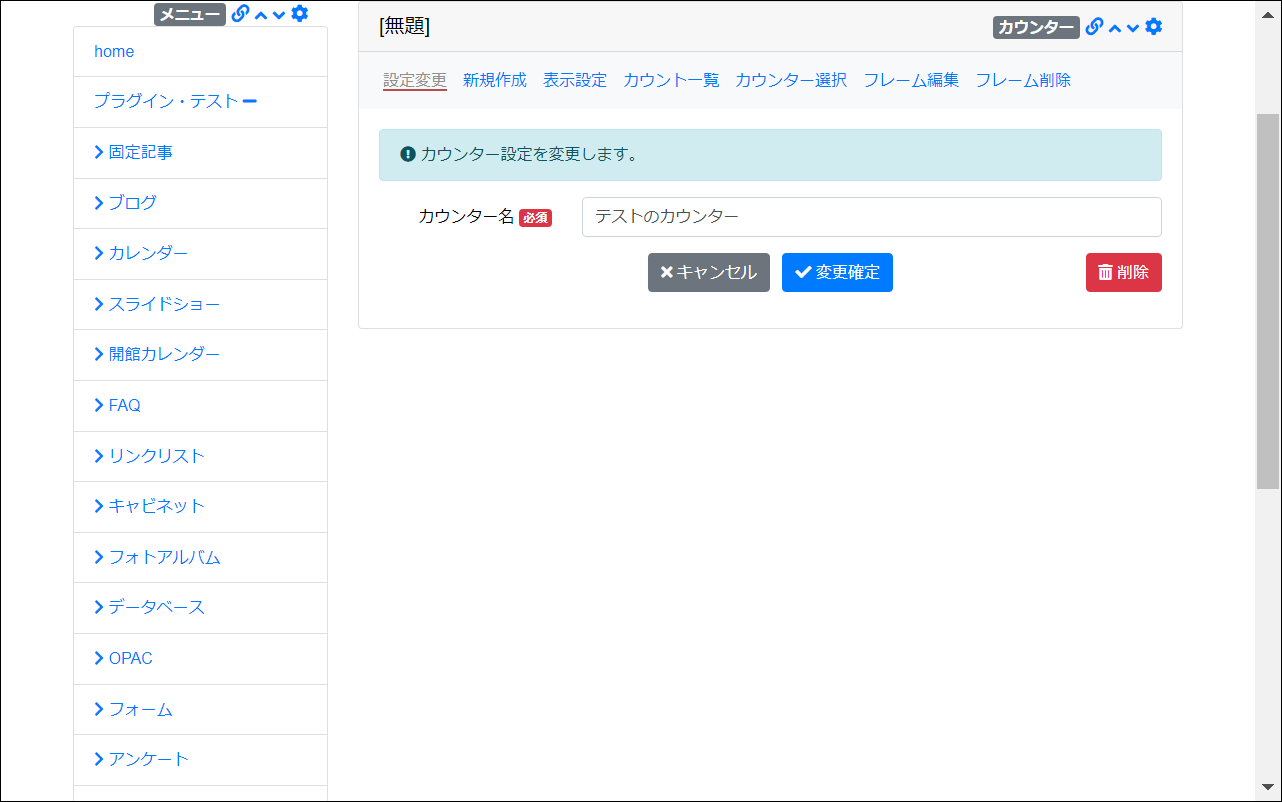 メニュー
home
プラグイン・テスト
固定記事
ブログ
カレンダー
スライドショー
開館カレンダー
FAQ
リンクリスト
キャビネット
フォトアルバム
データベース
OPAC
フォーム
アンケート
[無題]
カウンター
設定変更 新規作成 表示設定 カウント一覧 カウンター選択 フレーム編集 フレーム削除
カウンター設定を変更します。
カウンター名 必須 テストのカウンター
キャンセル 変更確定 削除